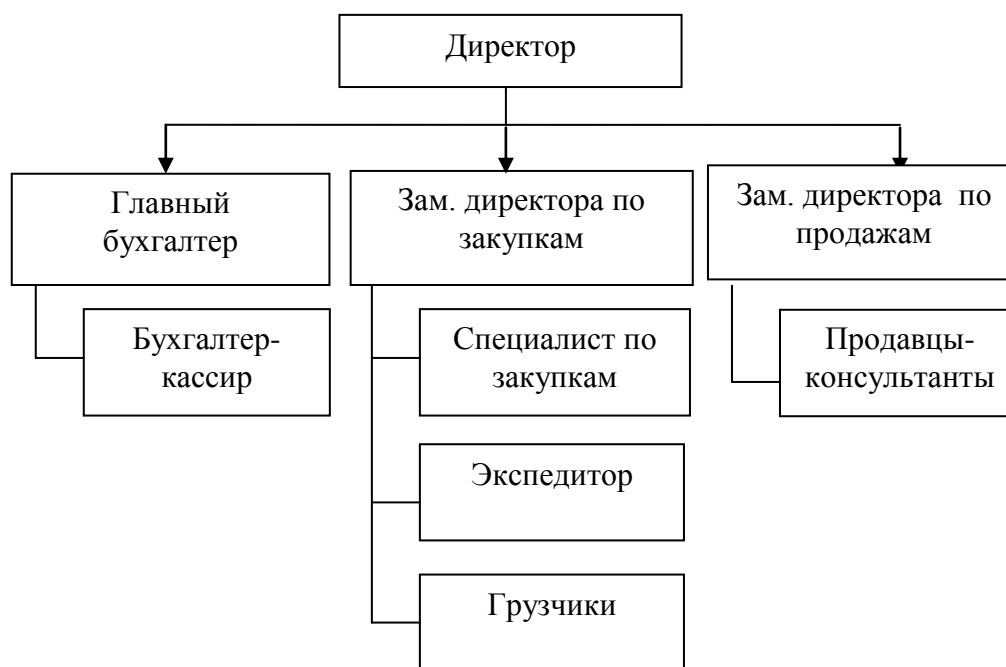 Директор
Главный
бухгалтер
Зам. директора по
закупкам
Зам. директора по
продажам
Бухгалтер-
кассир
Специалист по
закупкам
Продавцы-
консультанты
Экспедитор
Грузчики